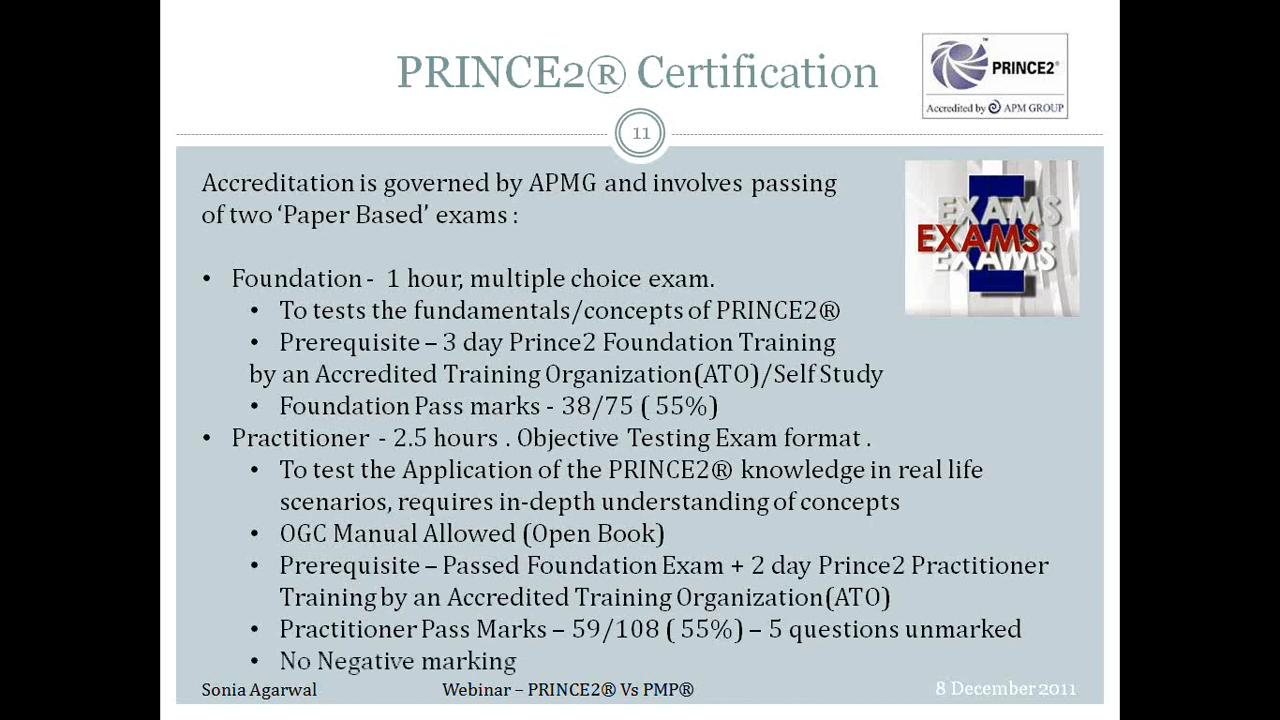 PRINCE2® Certification
™
PRINCE2®
Accredited by APM GROUP
11
Accreditation is governed by APMG and involves passing
of two ‘Paper Based’ exams :
EXAMS
EXAMS
EXAMS
• Foundation - 1 hour, multiple choice exam.
• To tests the fundamentals/concepts of PRINCE2®
• Prerequisite – 3 day Prince2 Foundation Training
by an Accredited Training Organization(ATO)/Self Study
• Foundation Pass marks - 38/75 ( 55%)
• Practitioner - 2.5 hours . Objective Testing Exam format .
• To test the Application of the PRINCE2® knowledge in real life
scenarios, requires in-depth understanding of concepts
• OGC Manual Allowed (Open Book)
• Prerequisite – Passed Foundation Exam + 2 day Prince2 Practitioner
Training by an Accredited Training Organization(ATO)
• Practitioner Pass Marks – 59/108 ( 55%) – 5 questions unmarked
• No Negative marking
Sonia Agarwal
Webinar – PRINCE2® Vs PMP®
8 December 2011